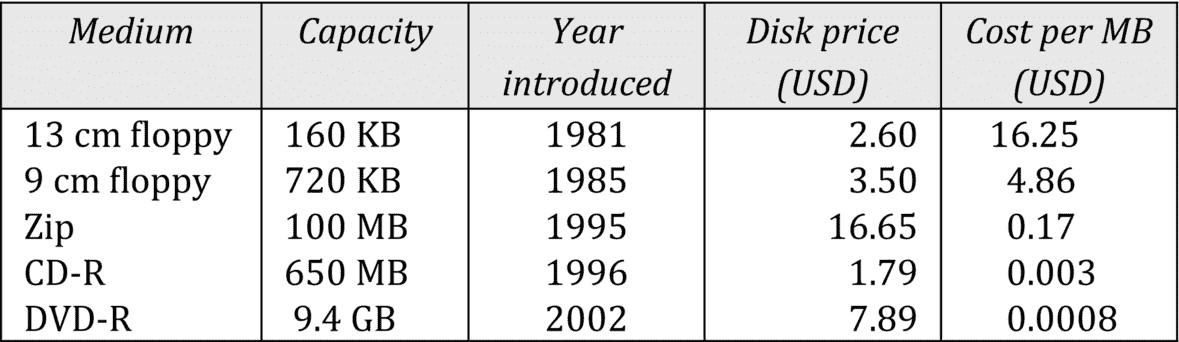 Medium Capacity Year introduced Disk price (USD) Cost per MB (USD)
13 cm floppy 160 KB 1981 2.60 16.25
9 cm floppy 720 KB 1985 3.50 4.86
Zip 100 MB 1995 16.65 0.17
CD-R 650 MB 1996 1.79 0.003
DVD-R 9.4 GB 2002 7.89 0.0008